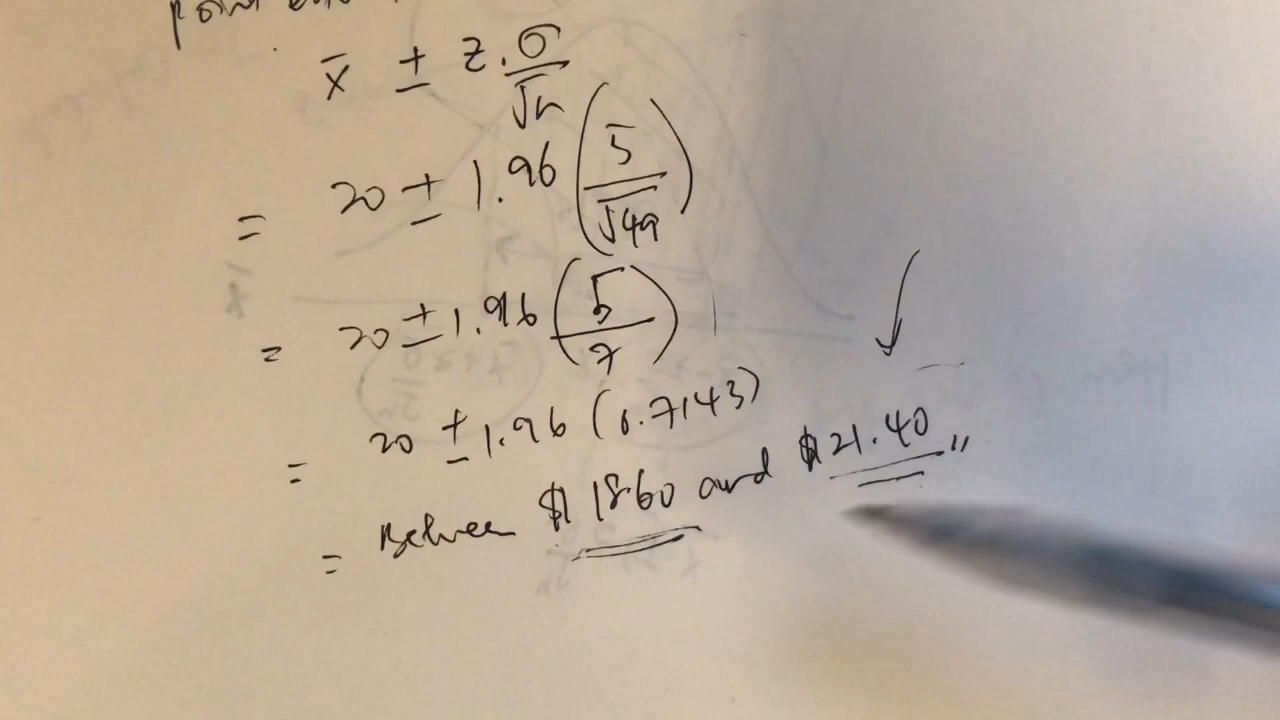 point
x̄ ± z.σ/√n
= 20 ± 1.96 (5/√49)
= 20 ± 1.96 (5/7)
= 20 ± 1.96 (0.7143)
= Between $18.60 and $21.40